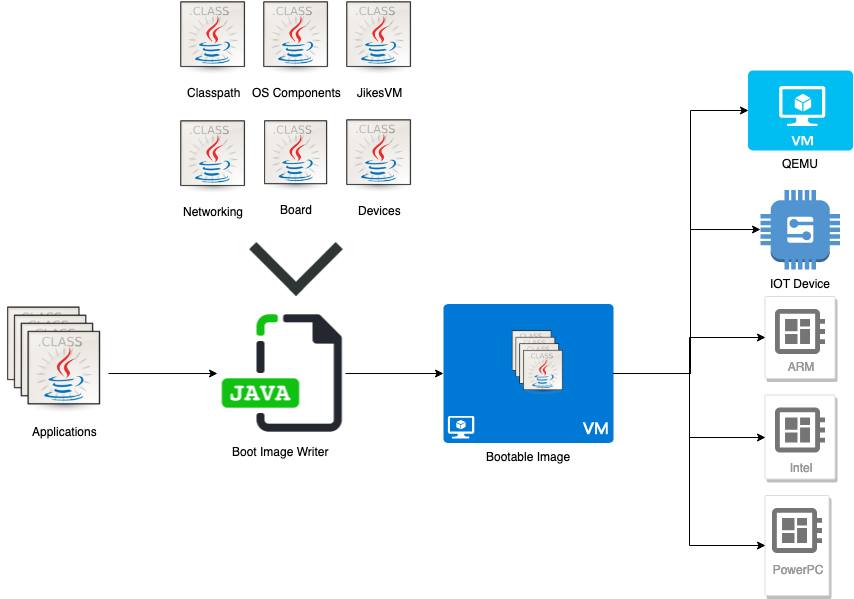 .CLASS .CLASS .CLASS
Classpath OS Components JikesVM
.CLASS .CLASS .CLASS
Networking Board Devices
VM
QEMU
IOT Device
.CLASS
Applications
JAVA
Boot Image Writer
CLASS
VM
Bootable Image
ARM
Intel
PowerPC